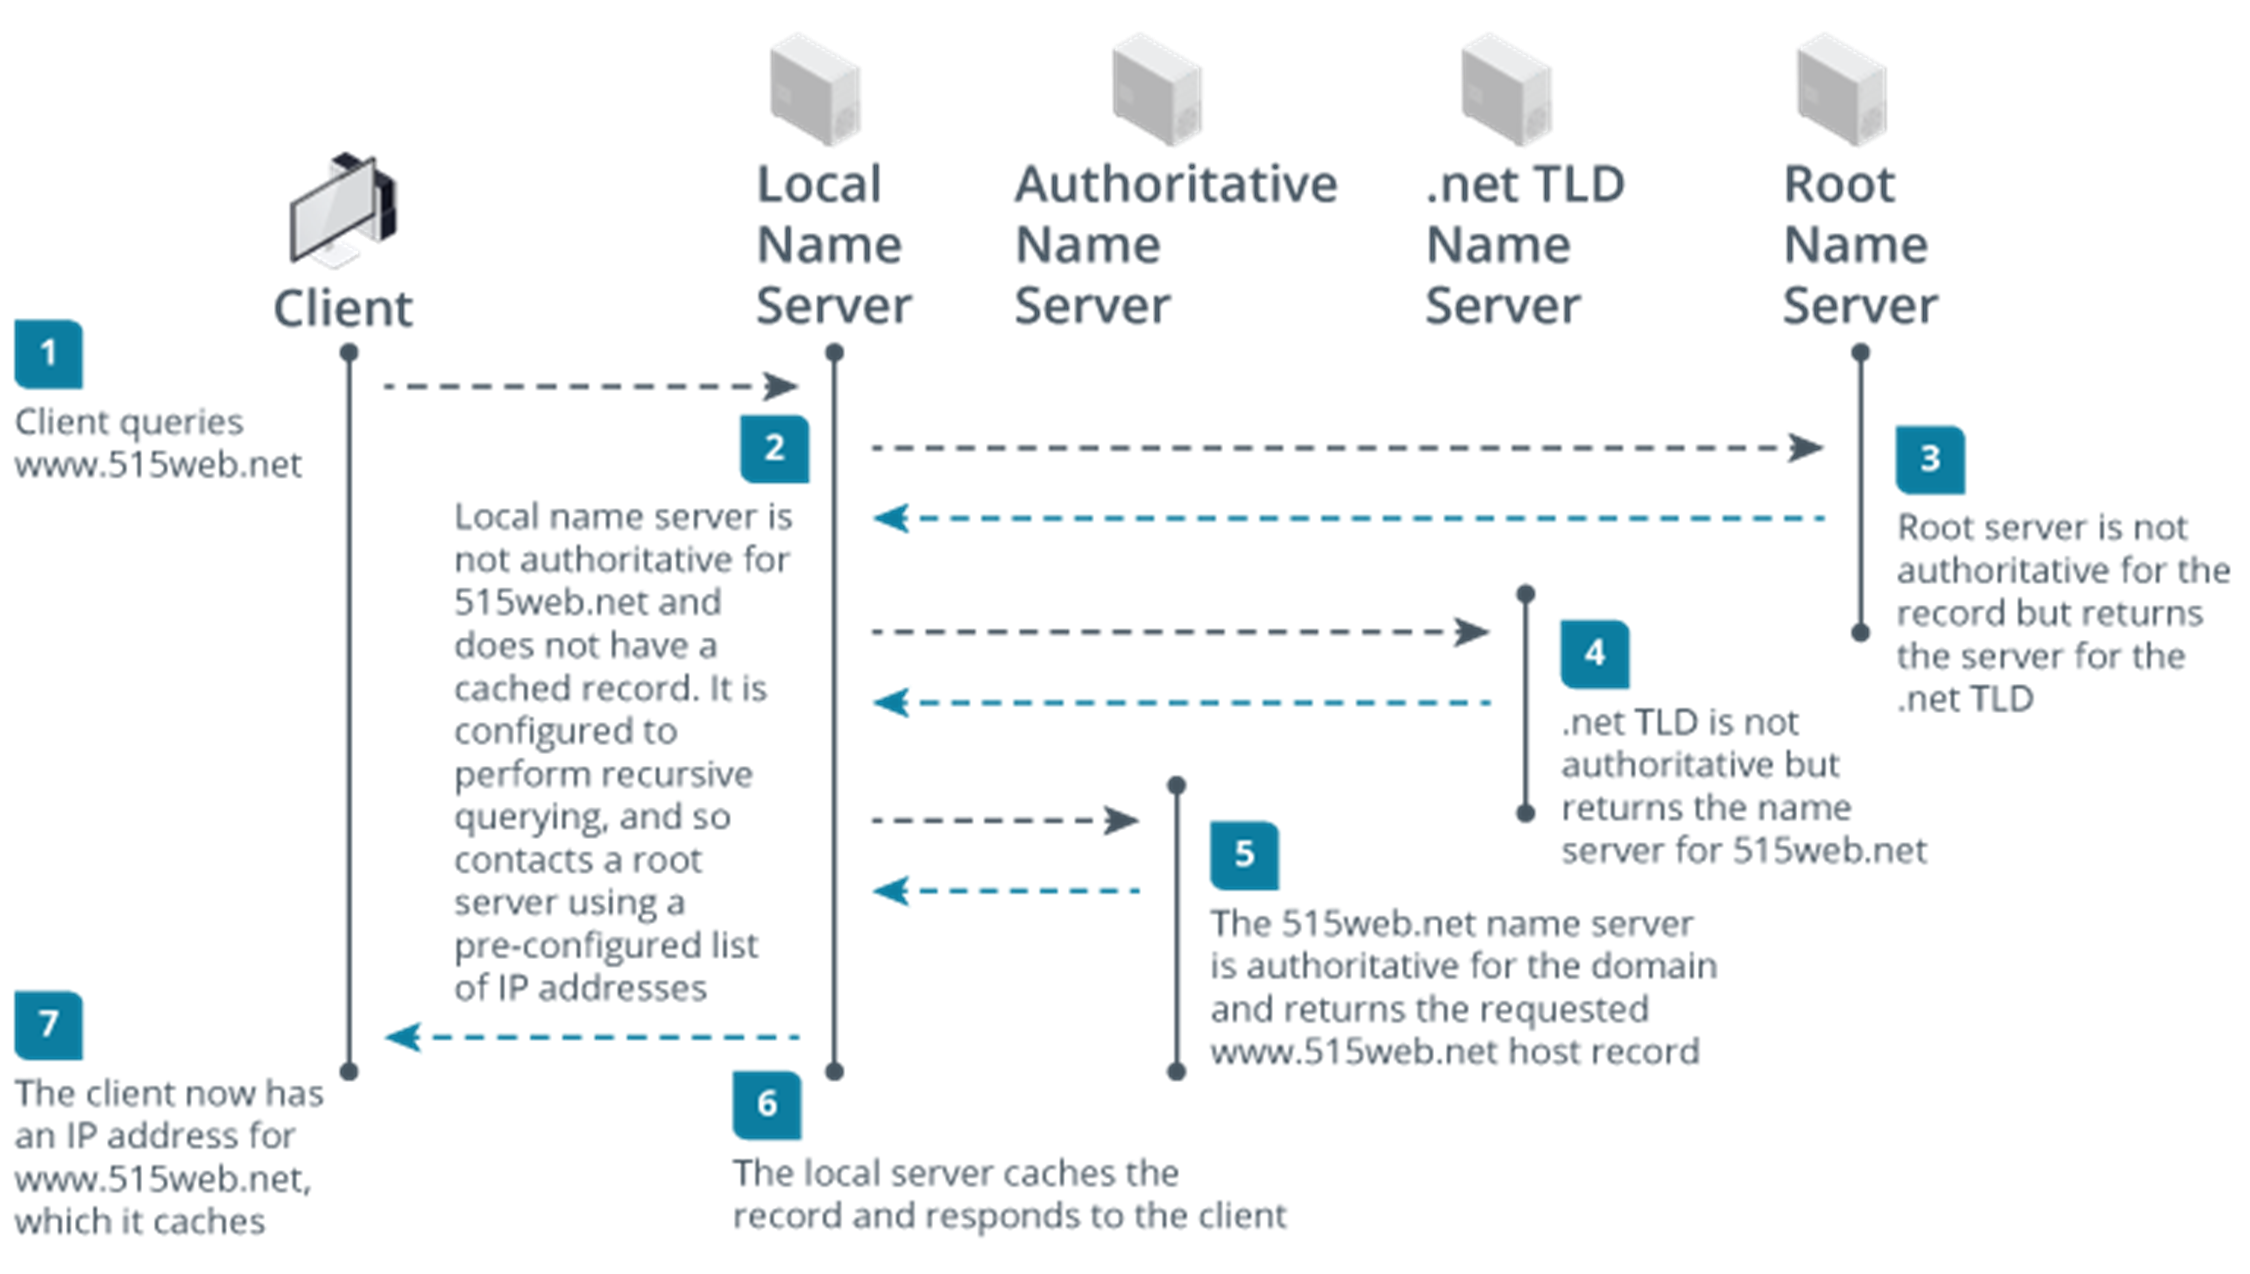 Client
Local
Name
Server
Authoritative
Name
Server
.net TLD
Name
Server
Root
Name
Server
1
Client queries
www.515web.net
2
Local name server is
not authoritative for
515web.net and
does not have a
cached record. It is
configured to
perform recursive
querying, and so
contacts a root
server using a
pre-configured list
of IP addresses
3
Root server is not
authoritative for the
record but returns
the server for the
.net TLD
4
.net TLD is not
authoritative but
returns the name
server for 515web.net
5
The 515web.net name server
is authoritative for the domain
and returns the requested
www.515web.net host record
6
The local server caches the
record and responds to the client
7
The client now has
an IP address for
www.515web.net,
which it caches